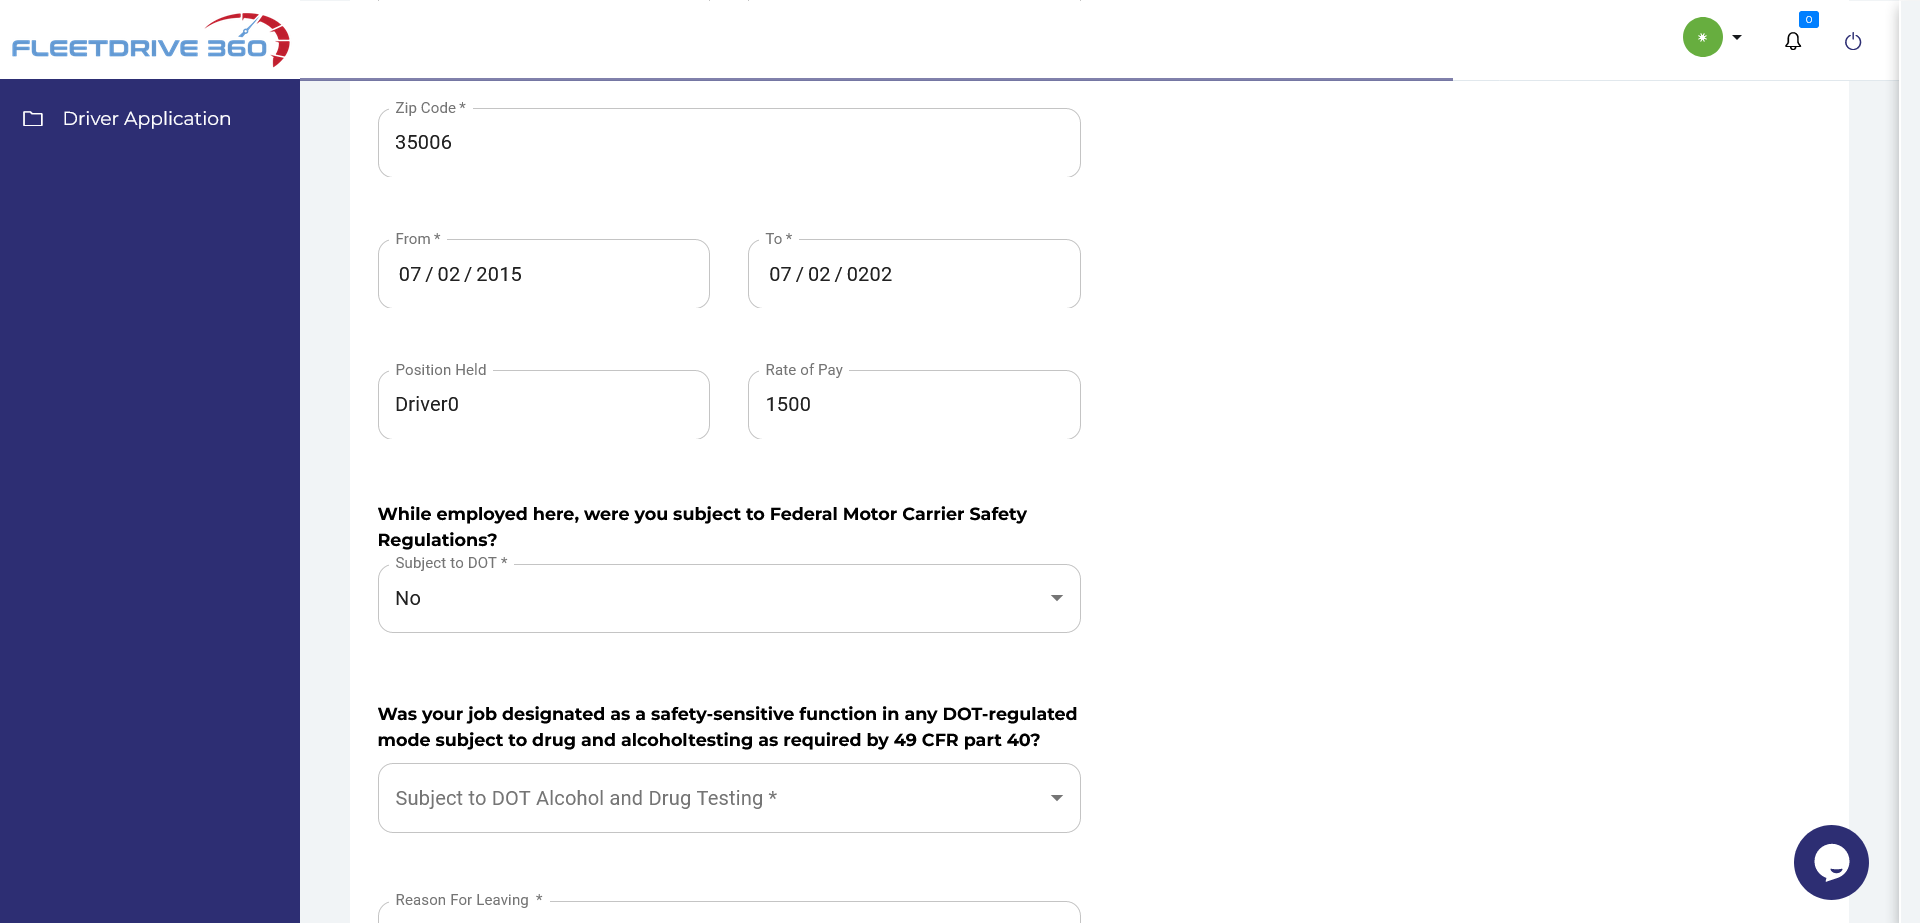 FLEETDRIVE 360
0
Driver Application
Zip Code *
35006
From *
07 / 02 / 2015
To *
07 / 02 / 0202
Position Held
Driver0
Rate of Pay
1500
While employed here, were you subject to Federal Motor Carrier Safety
Regulations?
Subject to DOT *
No
Was your job designated as a safety-sensitive function in any DOT-regulated
mode subject to drug and alcoholtesting as required by 49 CFR part 40?
Subject to DOT Alcohol and Drug Testing *
Reason For Leaving *